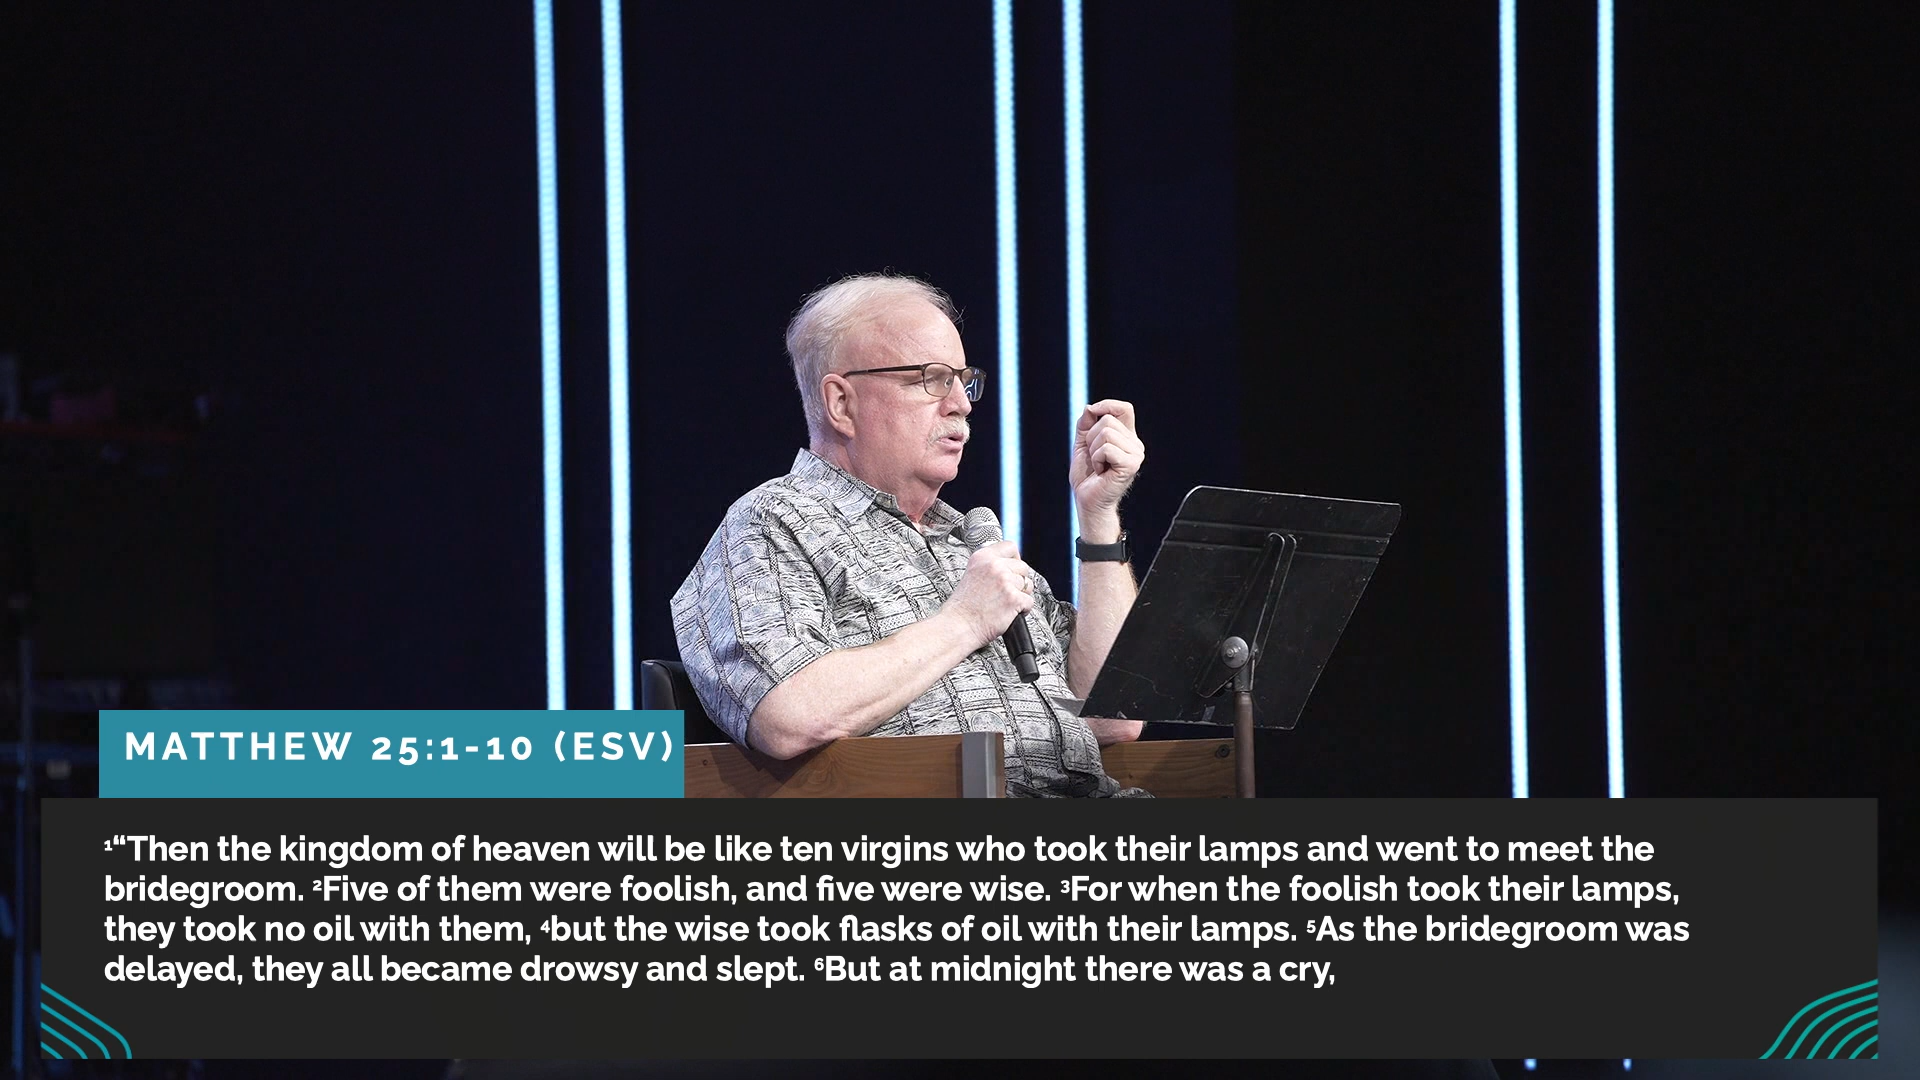 MATTHEW 25:1-10 (ESV)
¹“Then the kingdom of heaven will be like ten virgins who took their lamps and went to meet the
bridegroom. ²Five of them were foolish, and five were wise. ³For when the foolish took their lamps,
they took no oil with them, ⁴but the wise took flasks of oil with their lamps. ⁵As the bridegroom was
delayed, they all became drowsy and slept. ⁶But at midnight there was a cry,